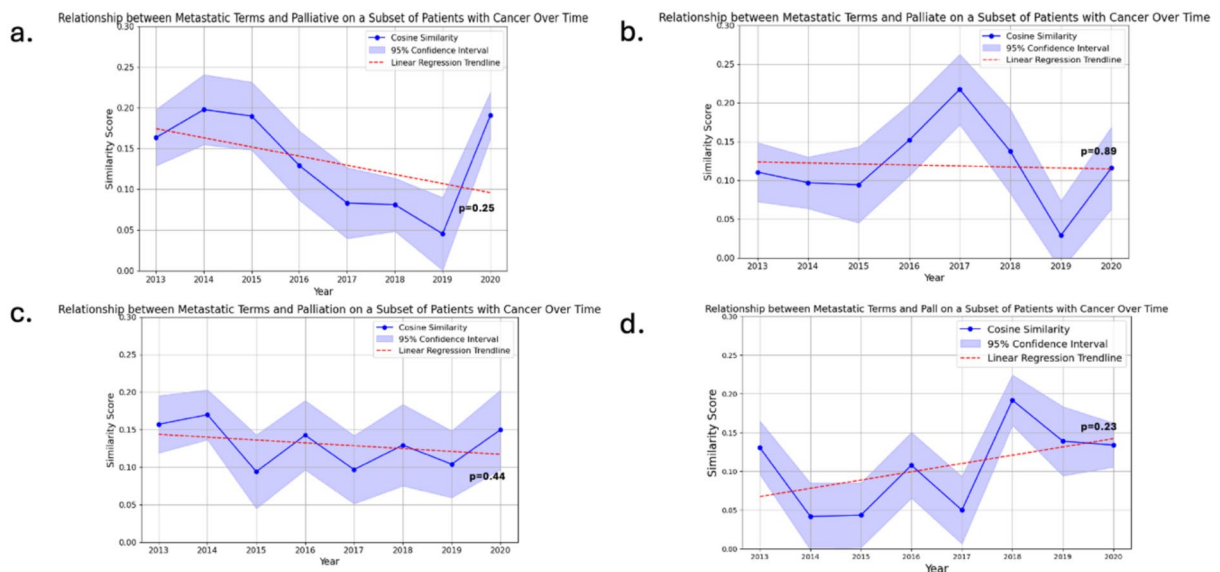 a.
Relationship between Metastatic Terms and Palliative on a Subset of Patients with Cancer Over Time
Cosine Similarity
95% Confidence Interval
Linear Regression Trendline
0.30
0.25
0.20
0.15
0.10
0.05
0.00
Similarity Score
p=0.25
2013 2014 2015 2016 2017 2018 2019 2020
Year
b.
Relationship between Metastatic Terms and Palliate on a Subset of Patients with Cancer Over Time
Cosine Similarity
95% Confidence Interval
Linear Regression Trendline
0.30
0.25
0.20
0.15
0.10
0.05
0.00
Similarity Score
p=0.89
2013 2014 2015 2016 2017 2018 2019 2020
Year
c.
Relationship between Metastatic Terms and Palliation on a Subset of Patients with Cancer Over Time
Cosine Similarity
95% Confidence Interval
Linear Regression Trendline
0.30
0.25
0.20
0.15
0.10
0.05
0.00
Similarity Score
p=0.44
2013 2014 2015 2016 2017 2018 2019 2020
Year
d.
Relationship between Metastatic Terms and Pall on a Subset of Patients with Cancer Over Time
Cosine Similarity
95% Confidence Interval
Linear Regression Trendline
0.30
0.25
0.20
0.15
0.10
0.05
0.00
Similarity Score
p=0.23
2013 2014 2015 2016 2017 2018 2019 2020
Year